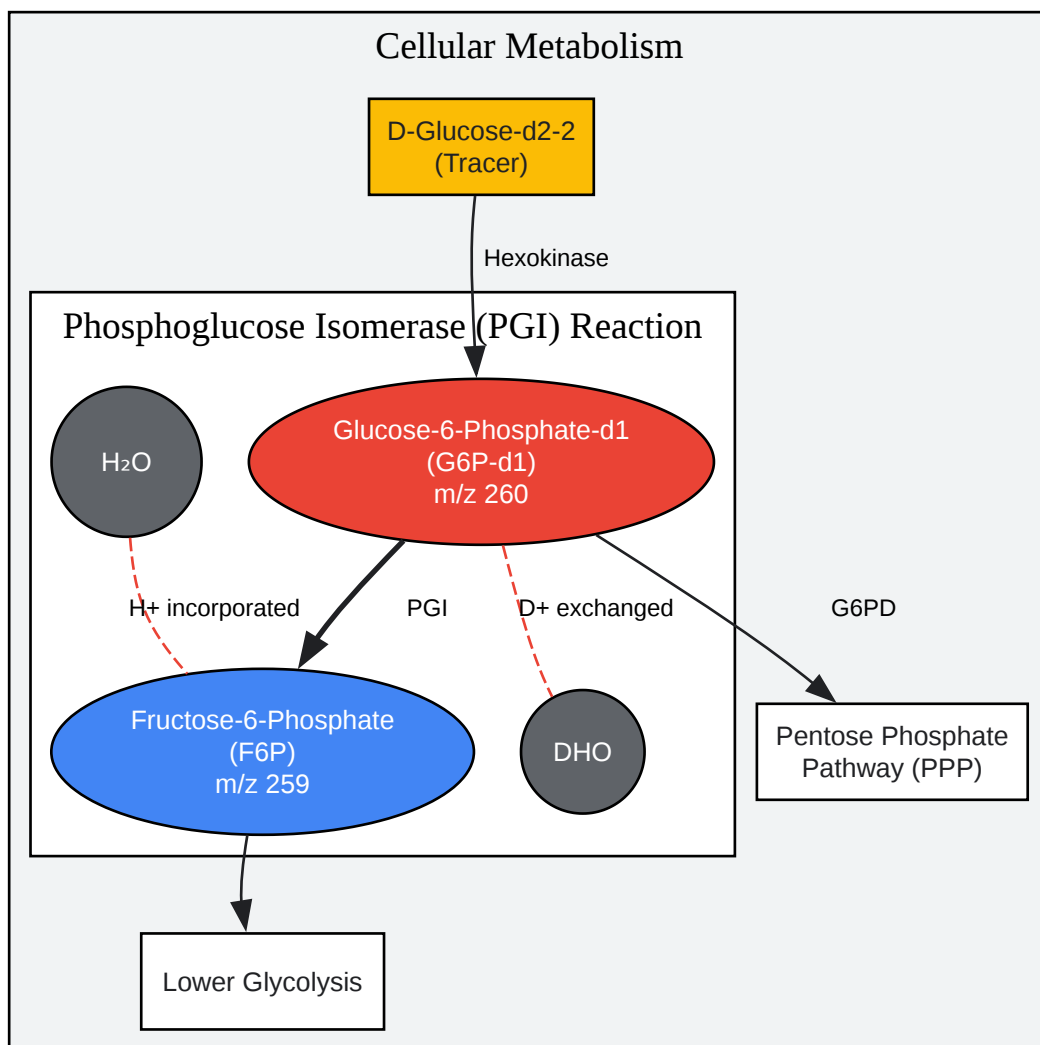 Cellular Metabolism
D-Glucose-d2-2
(Tracer)
Hexokinase
Phosphoglucose Isomerase (PGI) Reaction
H₂O
Glucose-6-Phosphate-d1
(G6P-d1)
m/z 260
H+ incorporated
PGI
D+ exchanged
G6PD
Fructose-6-Phosphate
(F6P)
m/z 259
DHO
Pentose Phosphate
Pathway (PPP)
Lower Glycolysis